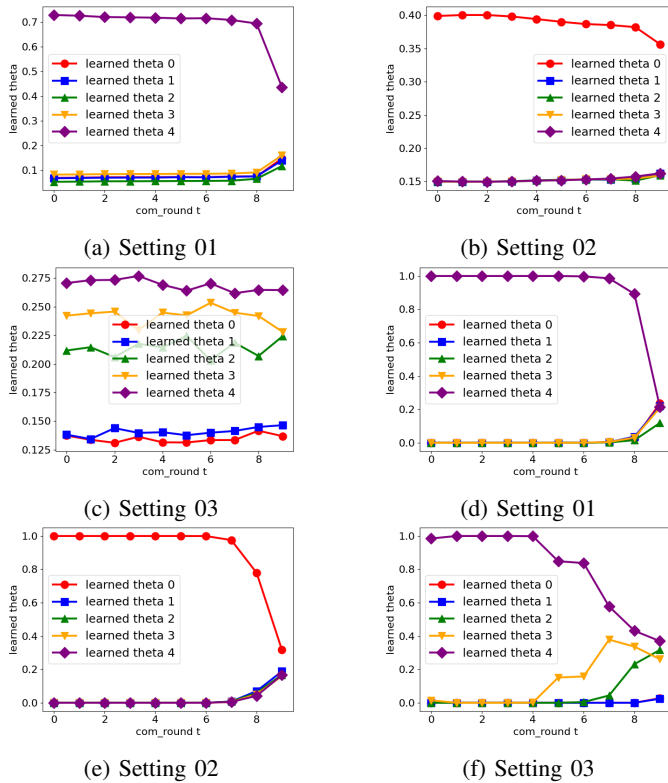 0.7
0.6
0.5
0.4
0.3
0.2
0.1
learned theta
learned theta 0
learned theta 1
learned theta 2
learned theta 3
learned theta 4
0 2 4 6 8
com_round t
(a) Setting 01
0.40
0.35
0.30
0.25
0.20
0.15
learned theta
learned theta 0
learned theta 1
learned theta 2
learned theta 3
learned theta 4
0 2 4 6 8
com_round t
(b) Setting 02
0.275
0.250
0.225
0.200
0.175
0.150
0.125
learned theta
learned theta 0
learned theta 1
learned theta 2
learned theta 3
learned theta 4
0 2 4 6 8
com_round t
(c) Setting 03
1.0
0.8
0.6
0.4
0.2
0.0
learned theta
learned theta 0
learned theta 1
learned theta 2
learned theta 3
learned theta 4
0 2 4 6 8
com_round t
(d) Setting 01
1.0
0.8
0.6
0.4
0.2
0.0
learned theta
learned theta 0
learned theta 1
learned theta 2
learned theta 3
learned theta 4
0 2 4 6 8
com_round t
(e) Setting 02
1.0
0.8
0.6
0.4
0.2
0.0
learned theta
learned theta 0
learned theta 1
learned theta 2
learned theta 3
learned theta 4
0 2 4 6 8
com_round t
(f) Setting 03